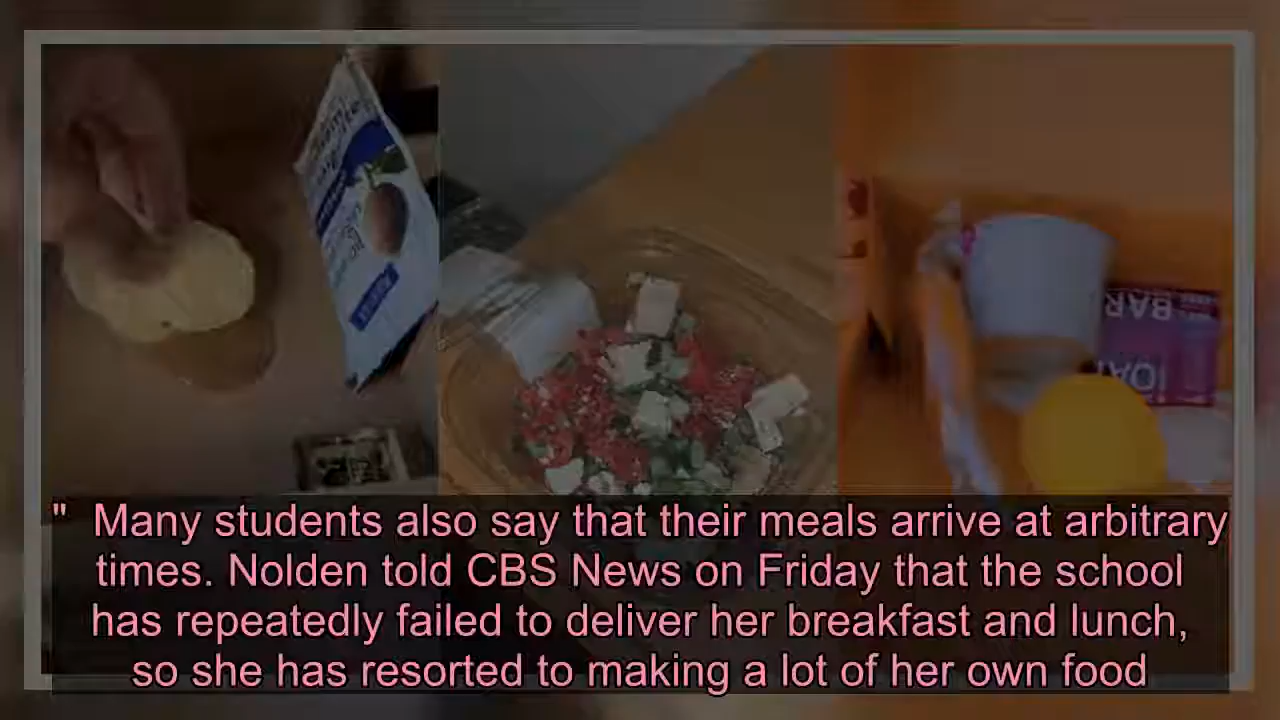 " Many students also say that their meals arrive at arbitrary
times. Nolden told CBS News on Friday that the school
has repeatedly failed to deliver her breakfast and lunch,
so she has resorted to making a lot of her own food
BAR